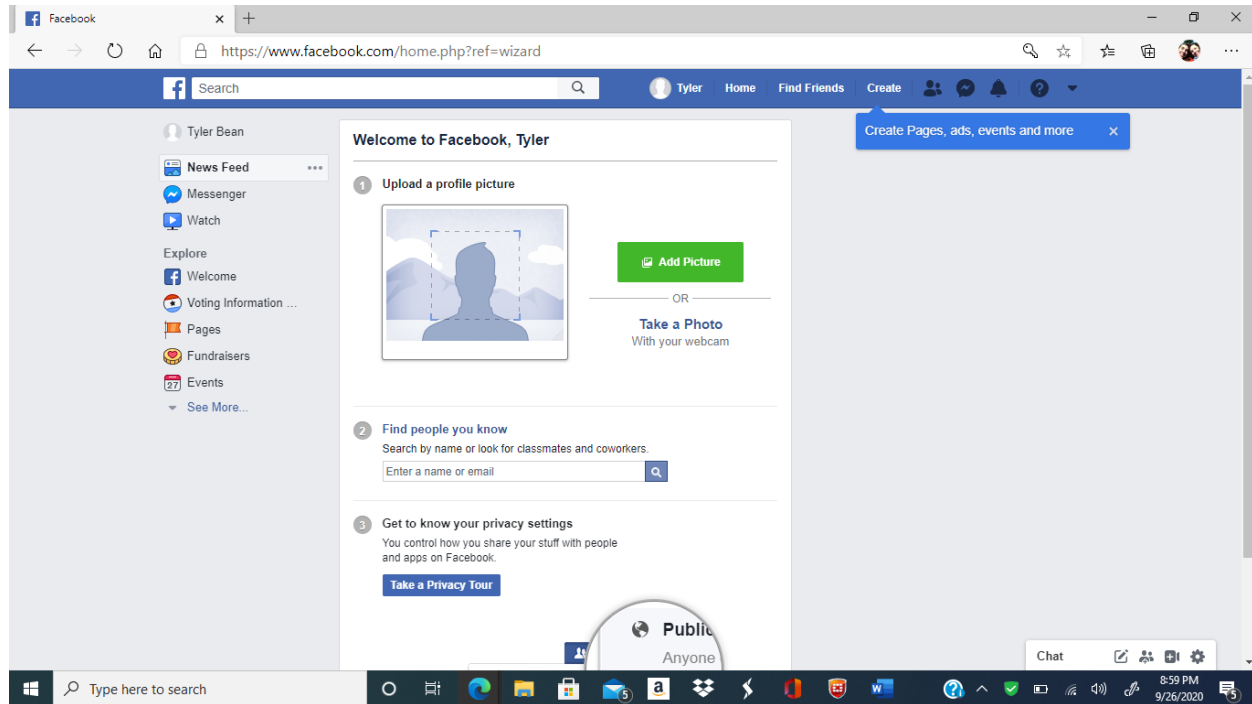 Facebook
https://www.facebook.com/home.php?ref=wizard
Search
Tyler Home Find Friends Create
Create Pages, ads, events and more
Tyler Bean
News Feed
Messenger
Watch
Explore
Welcome
Voting Information ...
Pages
Fundraisers
27 Events
See More...
Welcome to Facebook, Tyler
1 Upload a profile picture
Add Picture
OR
Take a Photo
With your webcam
2 Find people you know
Search by name or look for classmates and coworkers.
Enter a name or email
3 Get to know your privacy settings
You control how you share your stuff with people
and apps on Facebook.
Take a Privacy Tour
Public
Anyone
Chat
Type here to search
5
a
8:59 PM
9/26/2020
5